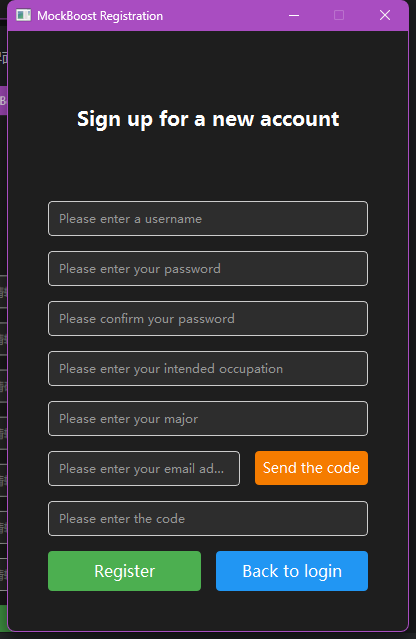 MockBoost Registration
Sign up for a new account
Please enter a username
Please enter your password
Please confirm your password
Please enter your intended occupation
Please enter your major
Please enter your email ad...
Send the code
Please enter the code
Register
Back to login